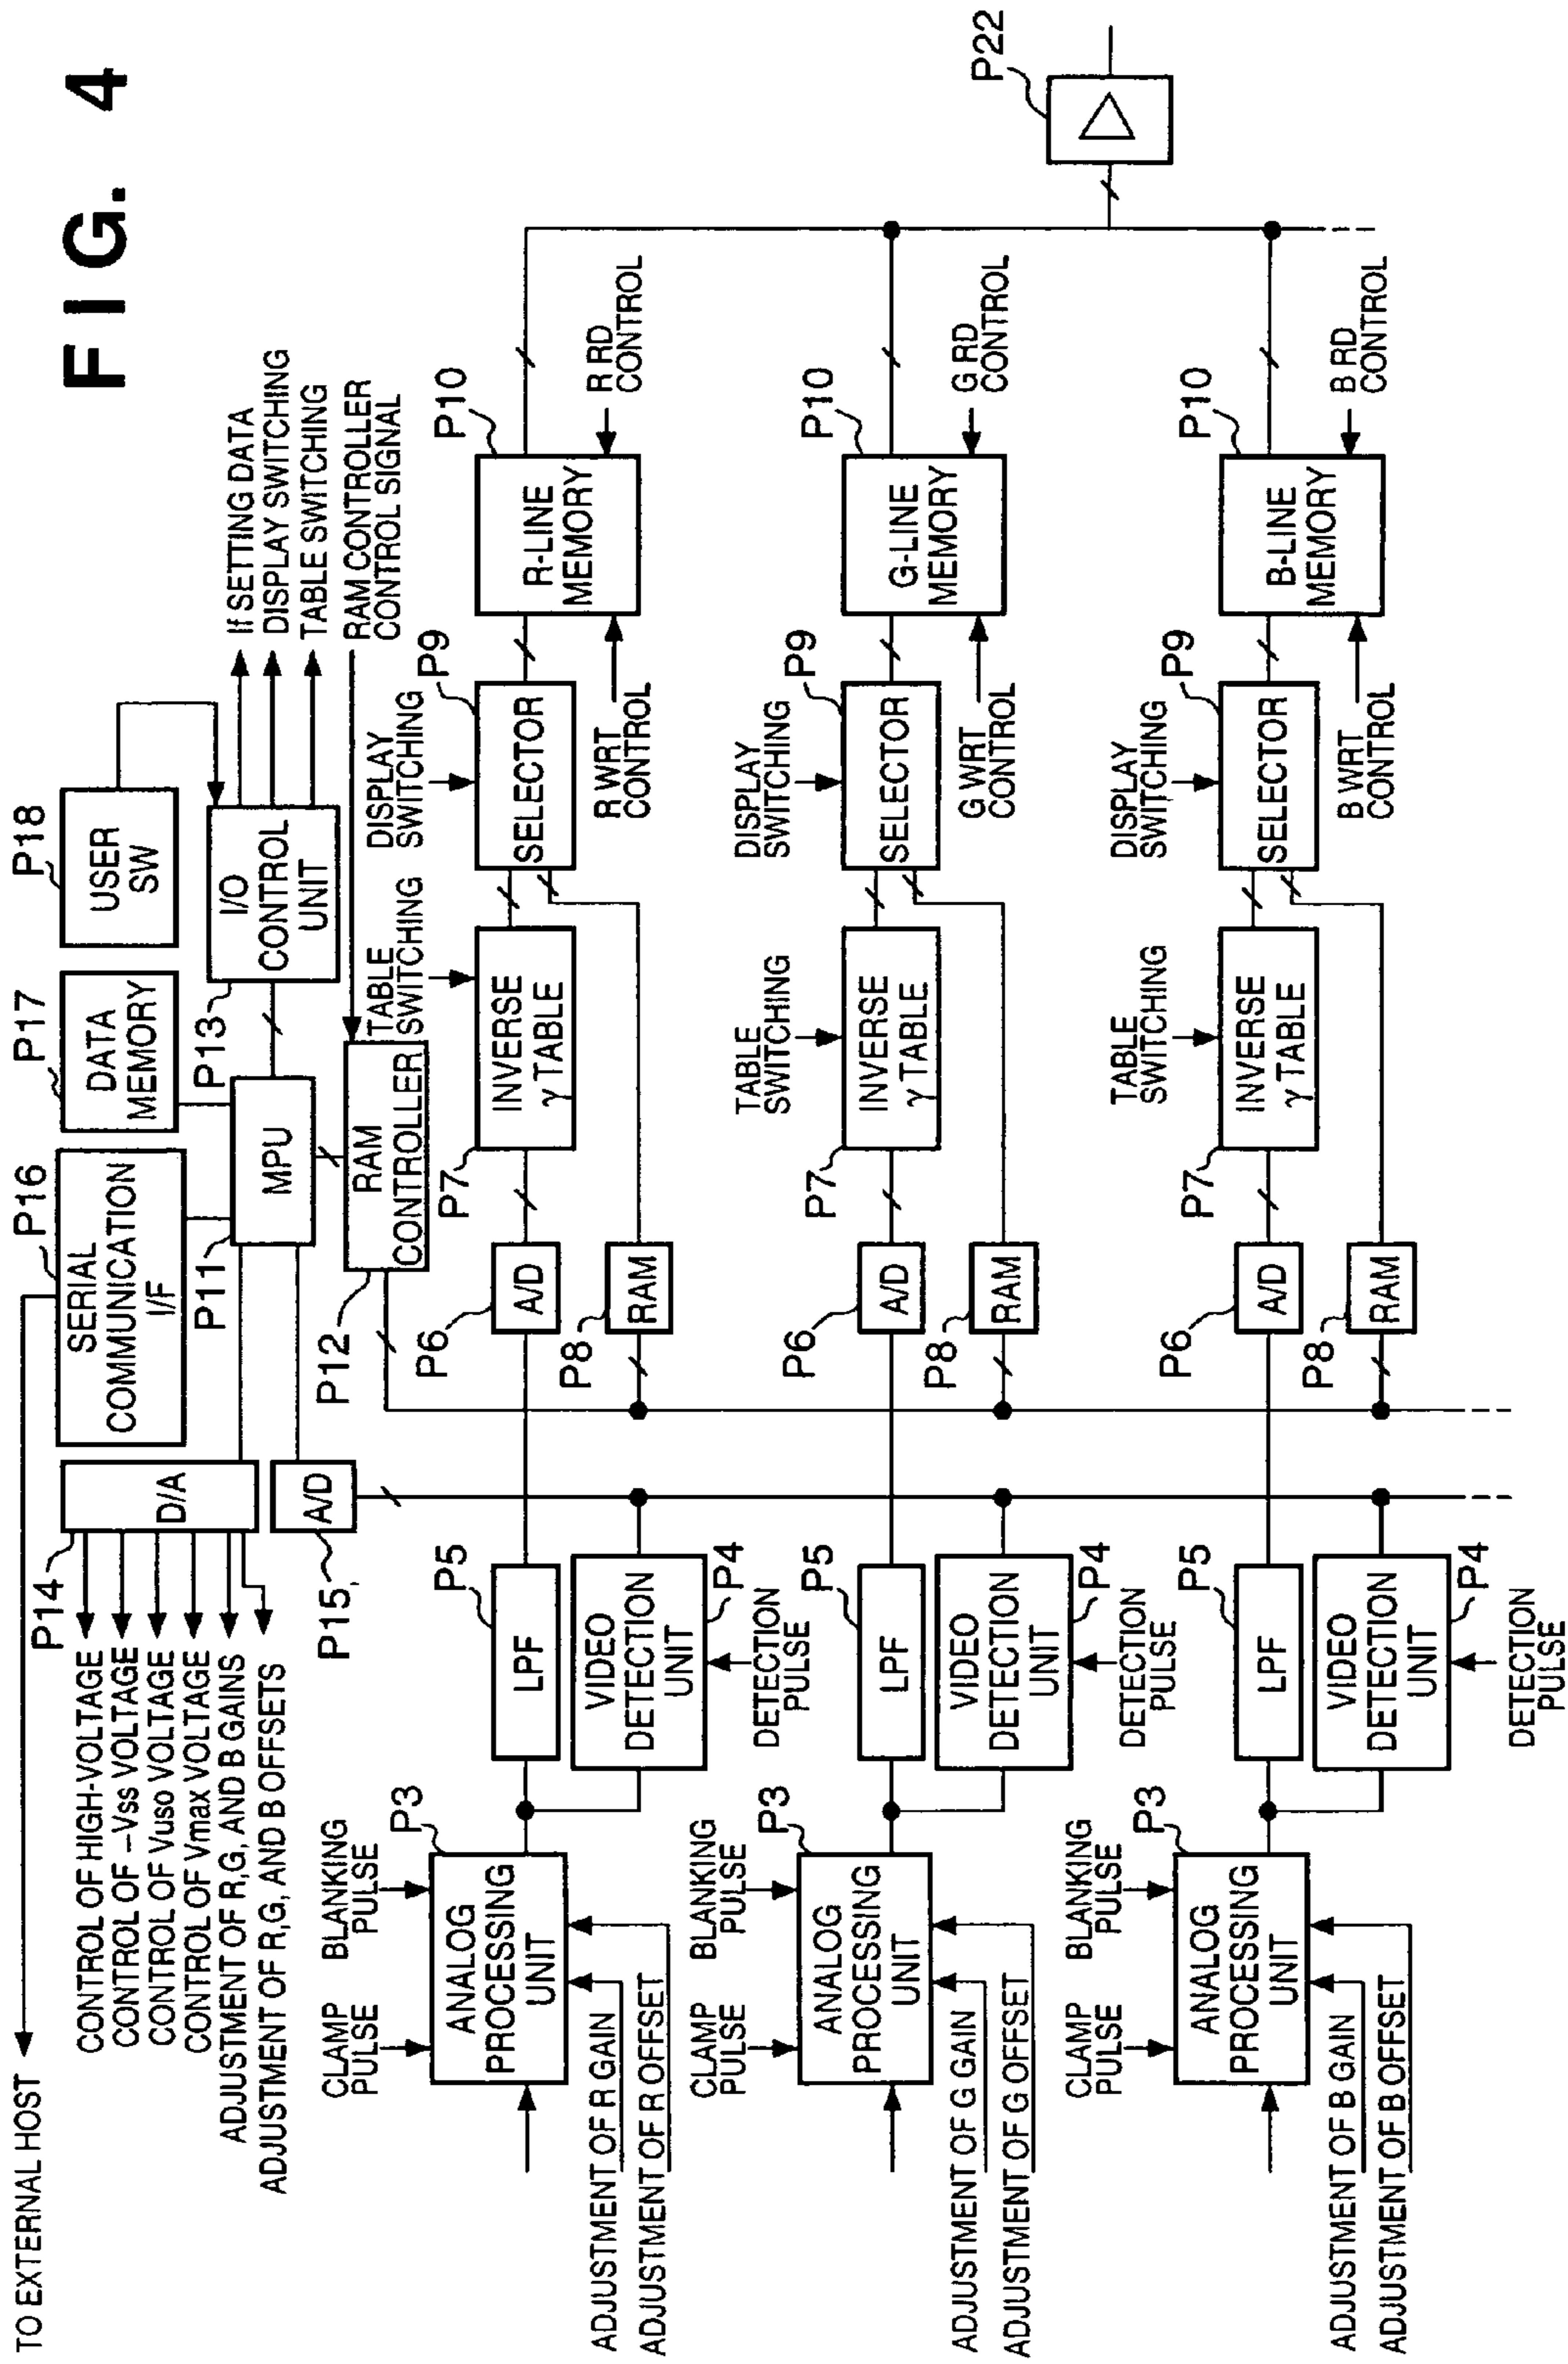 FIG. 4
TO EXTERNAL HOST
CONTROL OF HIGH-VOLTAGE
CONTROL OF –Vss VOLTAGE
CONTROL OF Vuso VOLTAGE
CONTROL OF Vmax VOLTAGE
ADJUSTMENT OF R,G, AND B GAINS
ADJUSTMENT OF R,G, AND B OFFSETS
P14
D/A
P15
A/D
P16
SERIAL
COMMUNICATION
I/F
P11
MPU
P17
DATA
MEMORY
P18
USER
SW
P13
I/O
CONTROL
UNIT
If SETTING DATA
DISPLAY SWITCHING
TABLE SWITCHING
RAM CONTROLLER
CONTROL SIGNAL
P12
RAM
CONTROLLER
CLAMP
PULSE
BLANKING
PULSE
P3
ANALOG
PROCESSING
UNIT
ADJUSTMENT OF R GAIN
ADJUSTMENT OF R OFFSET
P5
LPF
VIDEO
DETECTION
UNIT
P4
DETECTION
PULSE
P6
A/D
P8
RAM
P7
INVERSE
γ TABLE
TABLE
SWITCHING
P9
SELECTOR
DISPLAY
SWITCHING
P10
R-LINE
MEMORY
R WRT
CONTROL
R RD
CONTROL
P22
CLAMP
PULSE
BLANKING
PULSE
P3
ANALOG
PROCESSING
UNIT
ADJUSTMENT OF G GAIN
ADJUSTMENT OF G OFFSET
P5
LPF
VIDEO
DETECTION
UNIT
P4
DETECTION
PULSE
P6
A/D
P8
RAM
P7
INVERSE
γ TABLE
TABLE
SWITCHING
P9
SELECTOR
DISPLAY
SWITCHING
P10
G-LINE
MEMORY
G WRT
CONTROL
G RD
CONTROL
CLAMP
PULSE
BLANKING
PULSE
P3
ANALOG
PROCESSING
UNIT
ADJUSTMENT OF B GAIN
ADJUSTMENT OF B OFFSET
P5
LPF
VIDEO
DETECTION
UNIT
P4
DETECTION
PULSE
P6
A/D
P8
RAM
P7
INVERSE
γ TABLE
TABLE
SWITCHING
P9
SELECTOR
DISPLAY
SWITCHING
P10
B-LINE
MEMORY
B WRT
CONTROL
B RD
CONTROL